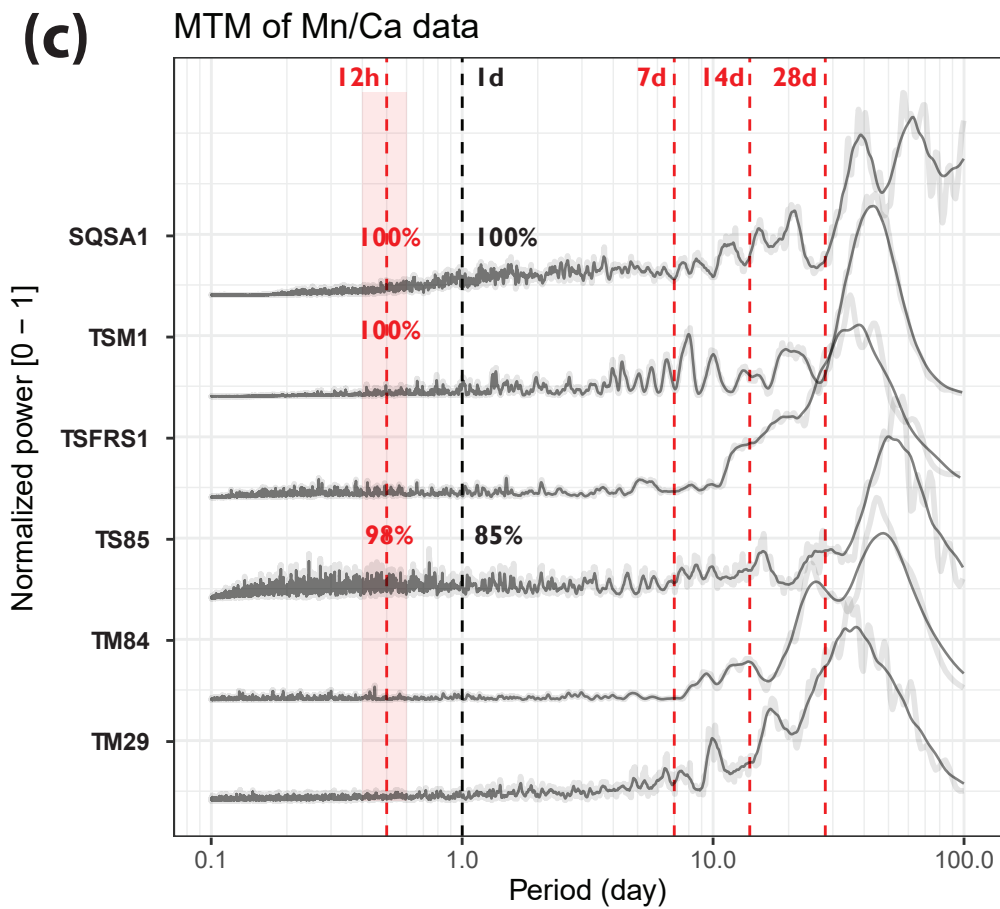 (c) MTM of Mn/Ca data
12h 1d 7d 14d 28d
SQSA1 100% 100%
TSM1 100%
TSFRS1
TS85 98% 85%
TM84
TM29
Normalized power [0 − 1]
0.1 1.0 10.0 100.0
Period (day)